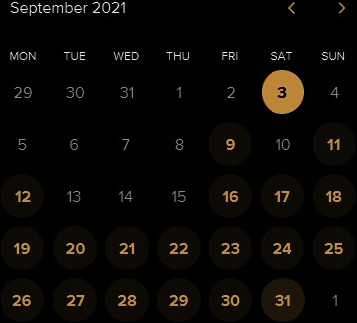 September 2021
MON TUE WED THU FRI SAT SUN
29 30 31 1 2 3 4
5 6 7 8 9 10 11
12 13 14 15 16 17 18
19 20 21 22 23 24 25
26 27 28 29 30 31 1